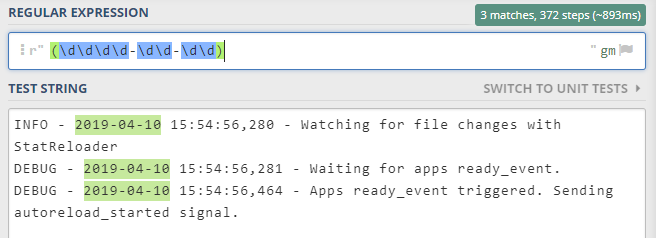 REGULAR EXPRESSION
3 matches, 372 steps (~893ms)
r" (\d\d\d\d-\d\d-\d\d) " gm
TEST STRING
SWITCH TO UNIT TESTS
INFO - 2019-04-10 15:54:56,280 - Watching for file changes with
StatReloader
DEBUG - 2019-04-10 15:54:56,281 - Waiting for apps ready_event.
DEBUG - 2019-04-10 15:54:56,464 - Apps ready_event triggered. Sending
autoreload_started signal.